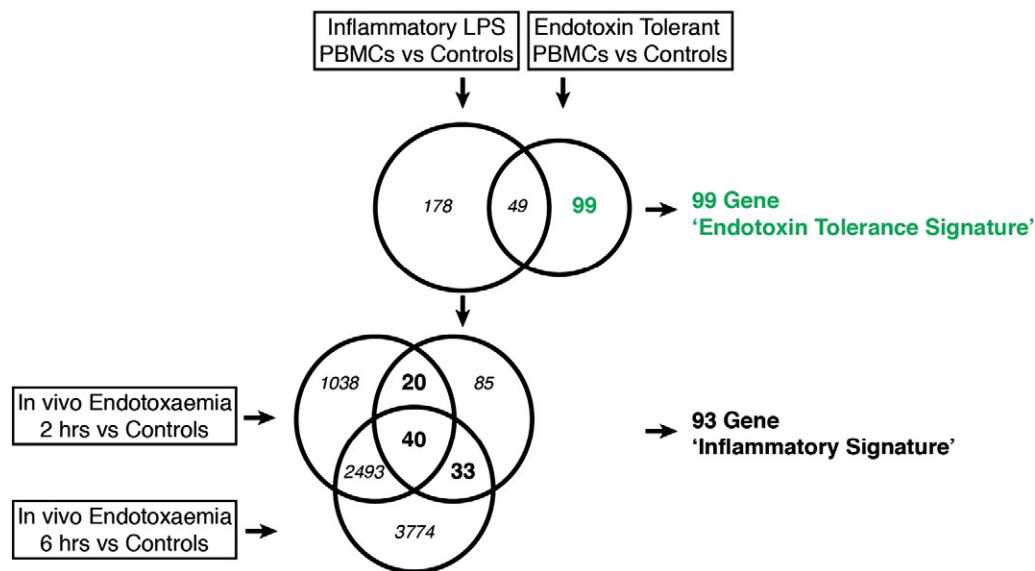 Inflammatory LPS
PBMCs vs Controls
Endotoxin Tolerant
PBMCs vs Controls
178
49
99
99 Gene
‘Endotoxin Tolerance Signature’
1038
20
85
In vivo Endotoxaemia
2 hrs vs Controls
40
93 Gene
‘Inflammatory Signature’
2493
33
In vivo Endotoxaemia
6 hrs vs Controls
3774